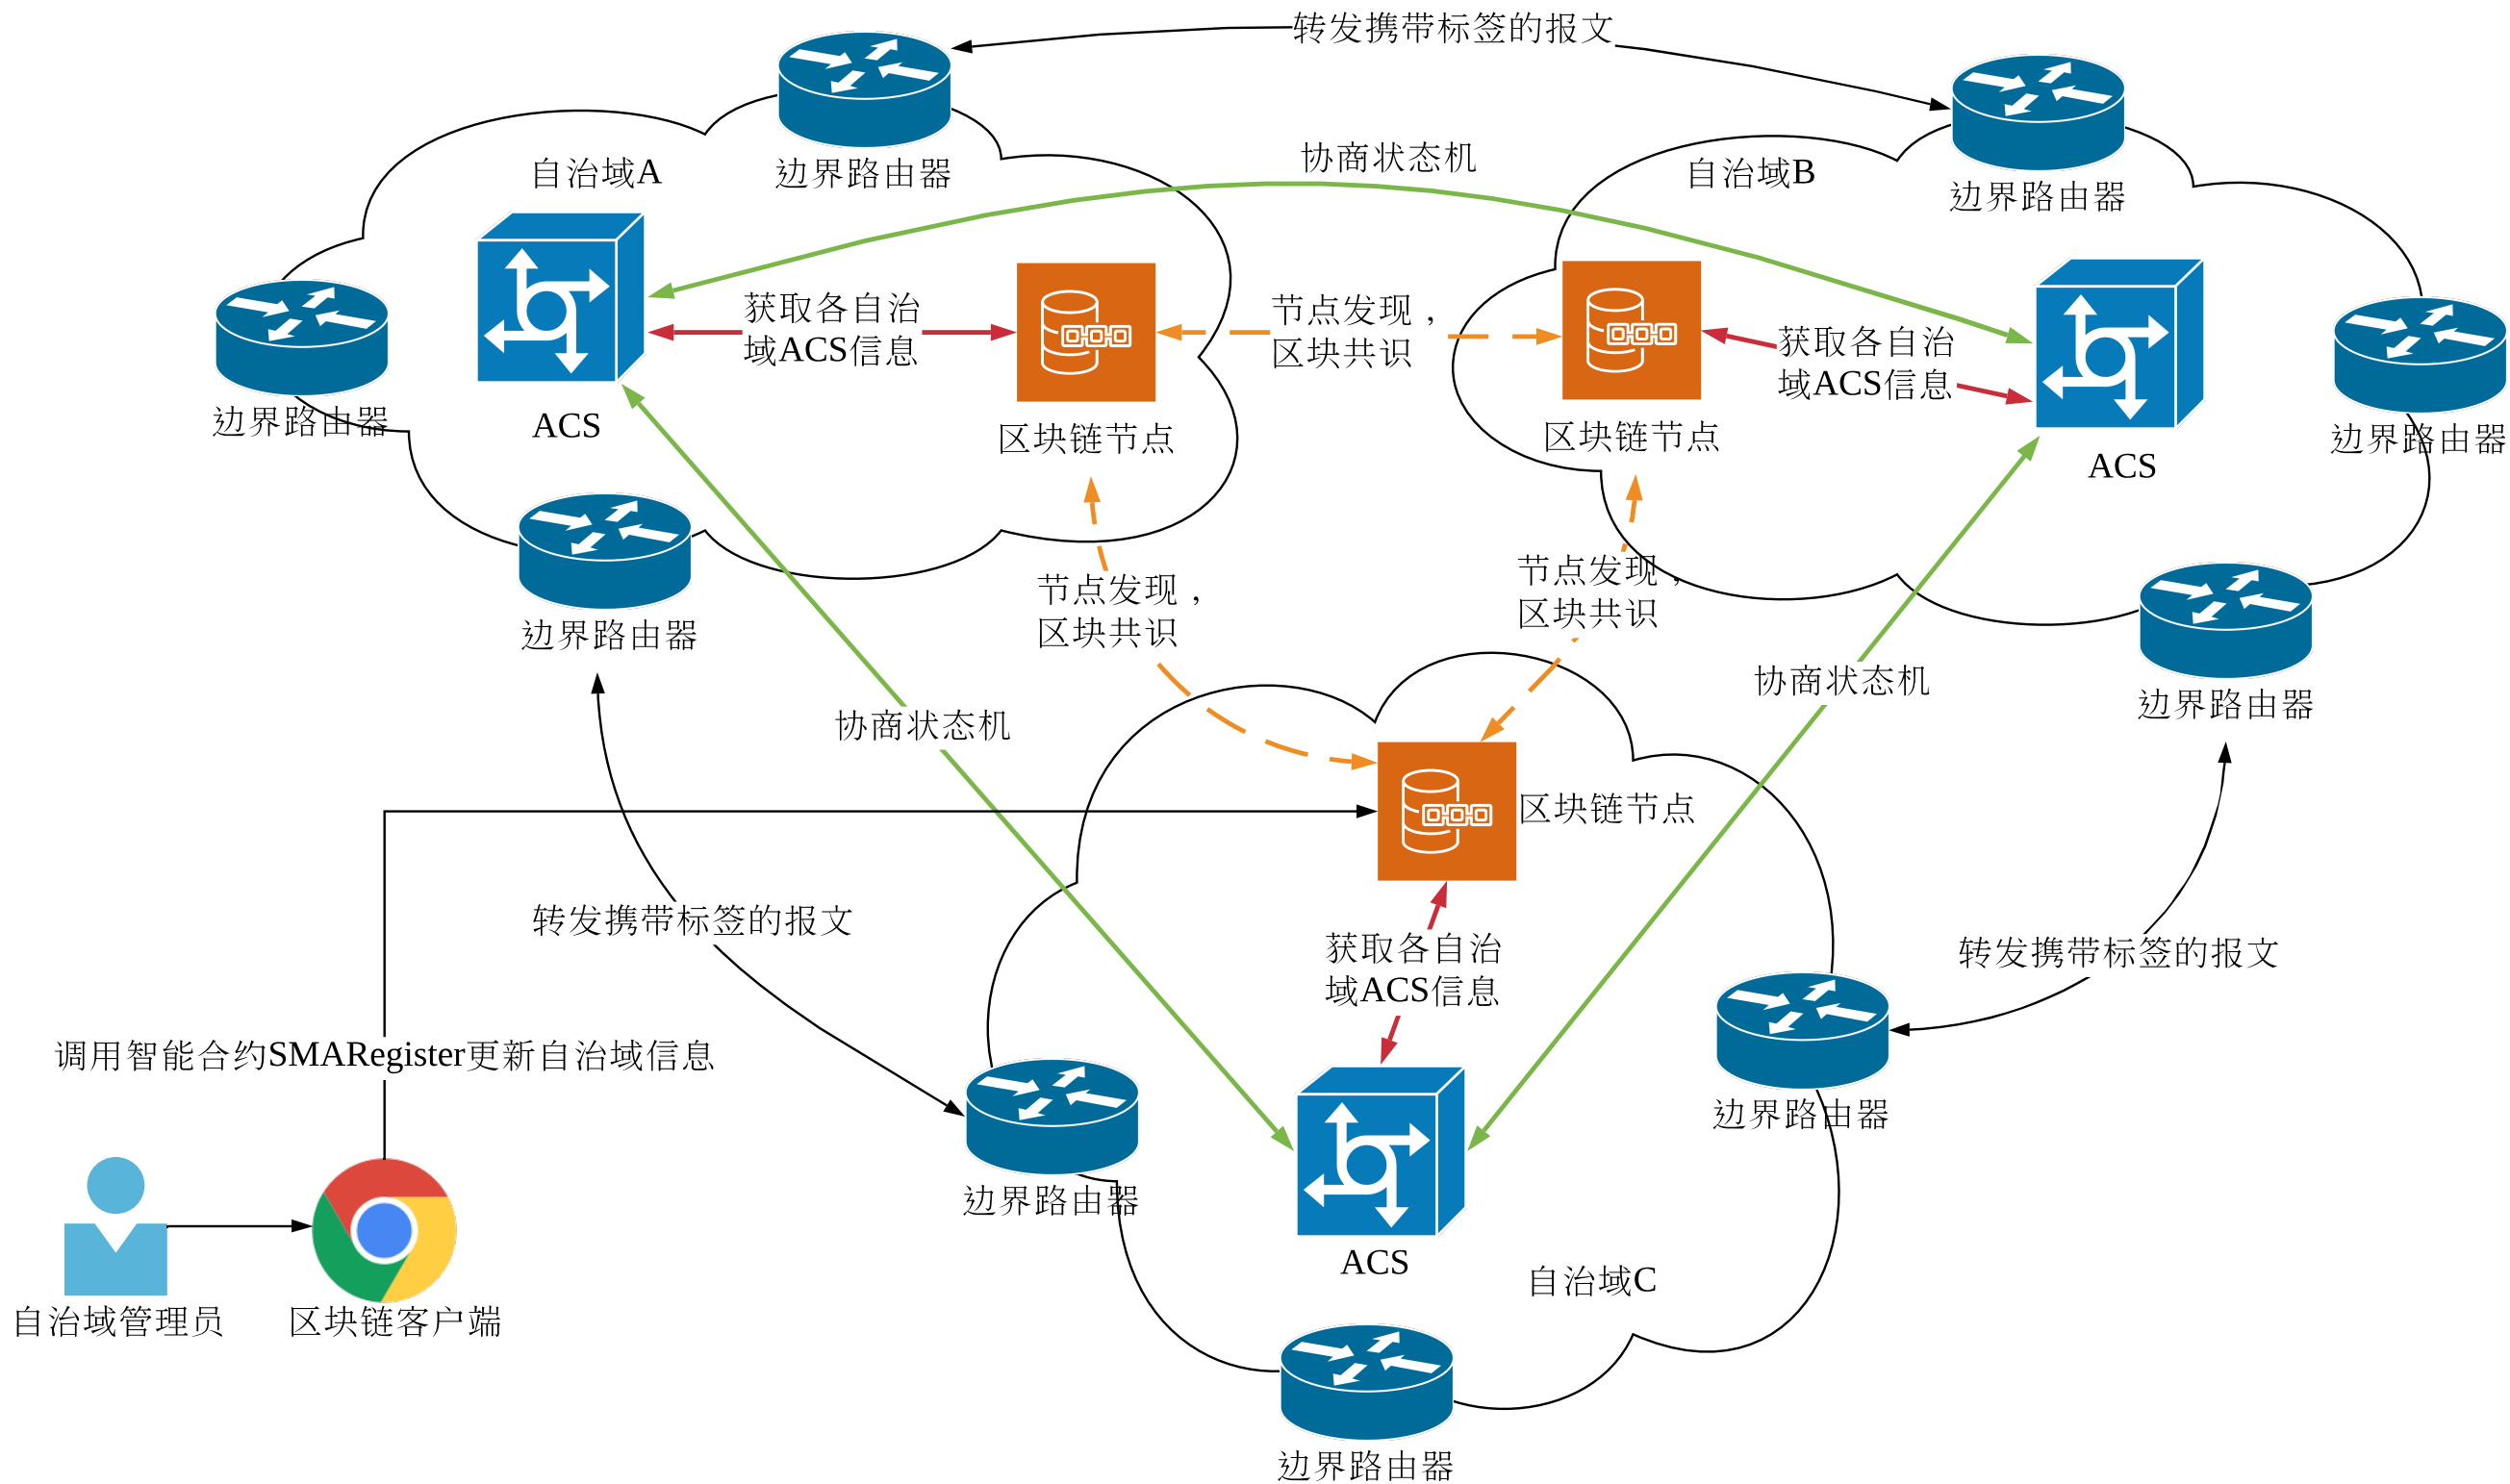 转发携带标签的报文
协商状态机
自治域A
边界路由器
自治域B
边界路由器
获取各自治
域ACS信息
节点发现，
区块共识
获取各自治
域ACS信息
边界路由器
ACS
区块链节点
区块链节点
ACS
边界路由器
边界路由器
节点发现，
区块共识
节点发现，
区块共识
协商状态机
协商状态机
边界路由器
区块链节点
转发携带标签的报文
获取各自治
域ACS信息
转发携带标签的报文
调用智能合约SMARegister更新自治域信息
边界路由器
边界路由器
ACS
自治域C
自治域管理员
区块链客户端
边界路由器